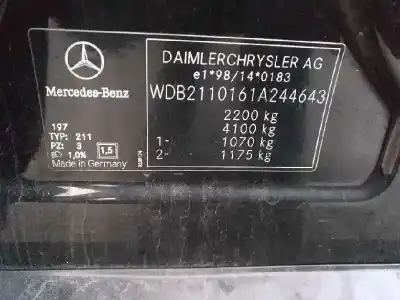 DAIMLERCHRYSLER AG
e1*98/14*0183
Mercedes-Benz
WDB2110161A244643
2200 kg
4100 kg
1- 1070 kg
2- 1175 kg
197
TYP: 211
PZ: 3
1,0% 1,5
Made in Germany